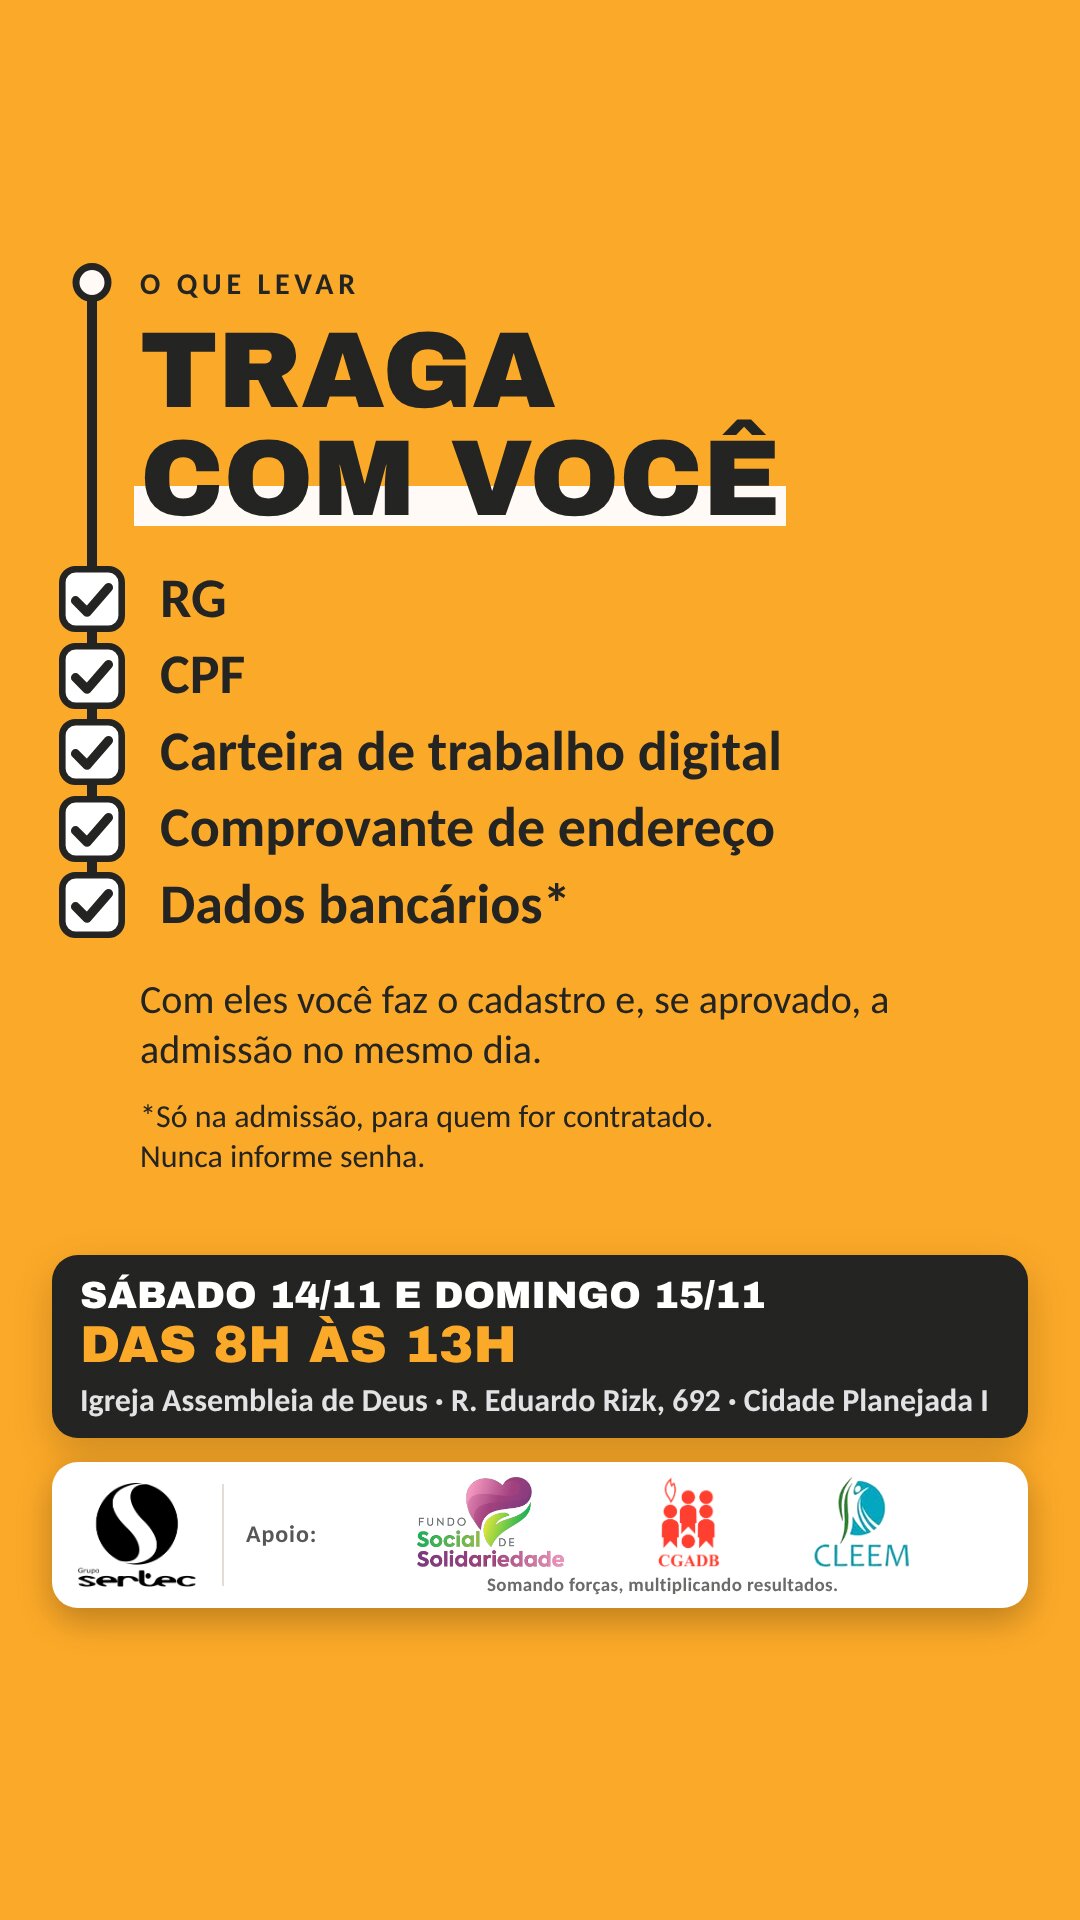 O QUE LEVAR
TRAGA
COM VOCÊ
RG
CPF
Carteira de trabalho digital
Comprovante de endereço
Dados bancários*
Com eles você faz o cadastro e, se aprovado, a
admissão no mesmo dia.
*Só na admissão, para quem for contratado.
Nunca informe senha.
SÁBADO 14/11 E DOMINGO 15/11
DAS 8H ÀS 13H
Igreja Assembleia de Deus · R. Eduardo Rizk, 692 · Cidade Planejada I
Grupo
sertec
Apoio:
FUNDO
Social DE
Solidariedade
CGADB
CLEEM
Somando forças, multiplicando resultados.